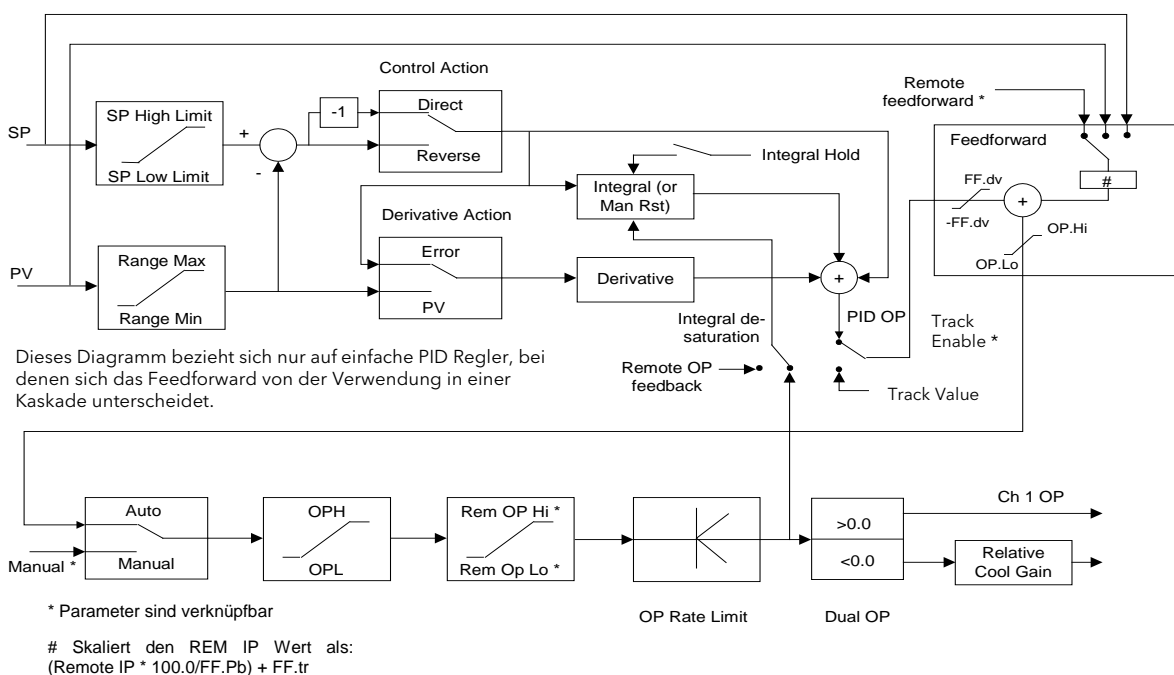 Control Action
Remote
feedforward *
SP
SP High Limit
SP Low Limit
+
-
-1
Direct
Reverse
Integral Hold
Feedforward
#
FF.dv
-FF.dv
+
OP.Hi
OP.Lo
Integral (or
Man Rst)
Derivative Action
PV
Range Max
Range Min
Error
PV
Derivative
+
PID OP
Integral de-
saturation
Track
Enable *
Remote OP
feedback
Track Value
Dieses Diagramm bezieht sich nur auf einfache PID Regler, bei
denen sich das Feedforward von der Verwendung in einer
Kaskade unterscheidet.
Manual *
Auto
Manual
OPH
OPL
Rem OP Hi *
Rem Op Lo *
OP Rate Limit
>0.0
<0.0
Dual OP
Ch 1 OP
Relative
Cool Gain
* Parameter sind verknüpfbar
# Skaliert den REM IP Wert als:
(Remote IP * 100.0/FF.Pb) + FF.tr